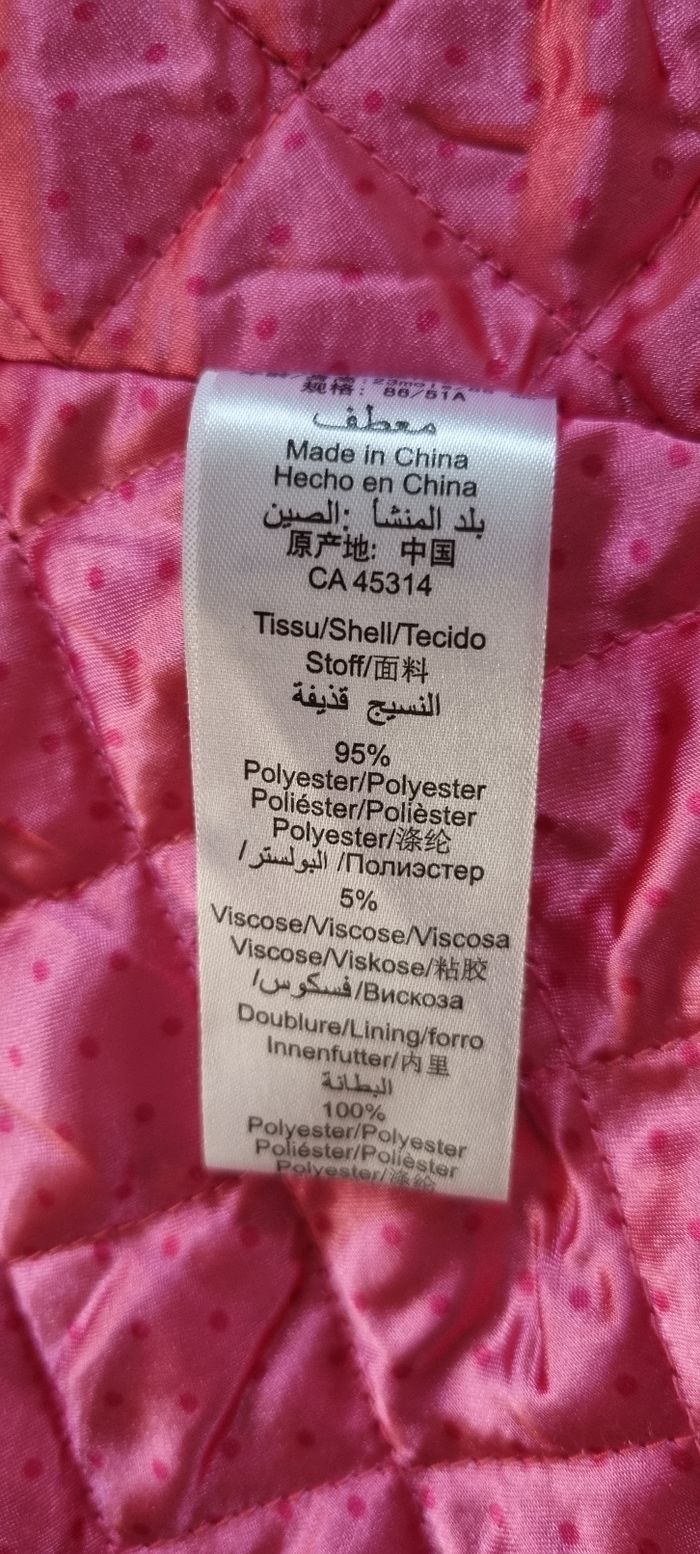 规格: 86/51A
معطف
Made in China
Hecho en China
بلد المنشأ :الصين
原产地: 中国
CA 45314
Tissu/Shell/Tecido
Stoff/面料
النسيج قذيفة
95%
Polyester/Polyester
Poliéster/Polièster
Polyester/涤纶
/البولستر /Полиэстер
5%
Viscose/Viscose/Viscosa
Viscose/Viskose/粘胶
/فسكوس/Вискоза
Doublure/Lining/forro
Innenfutter/内里
البطانة
100%
Polyester/Polyester
Poliéster/Polièster
Polyester/涤纶